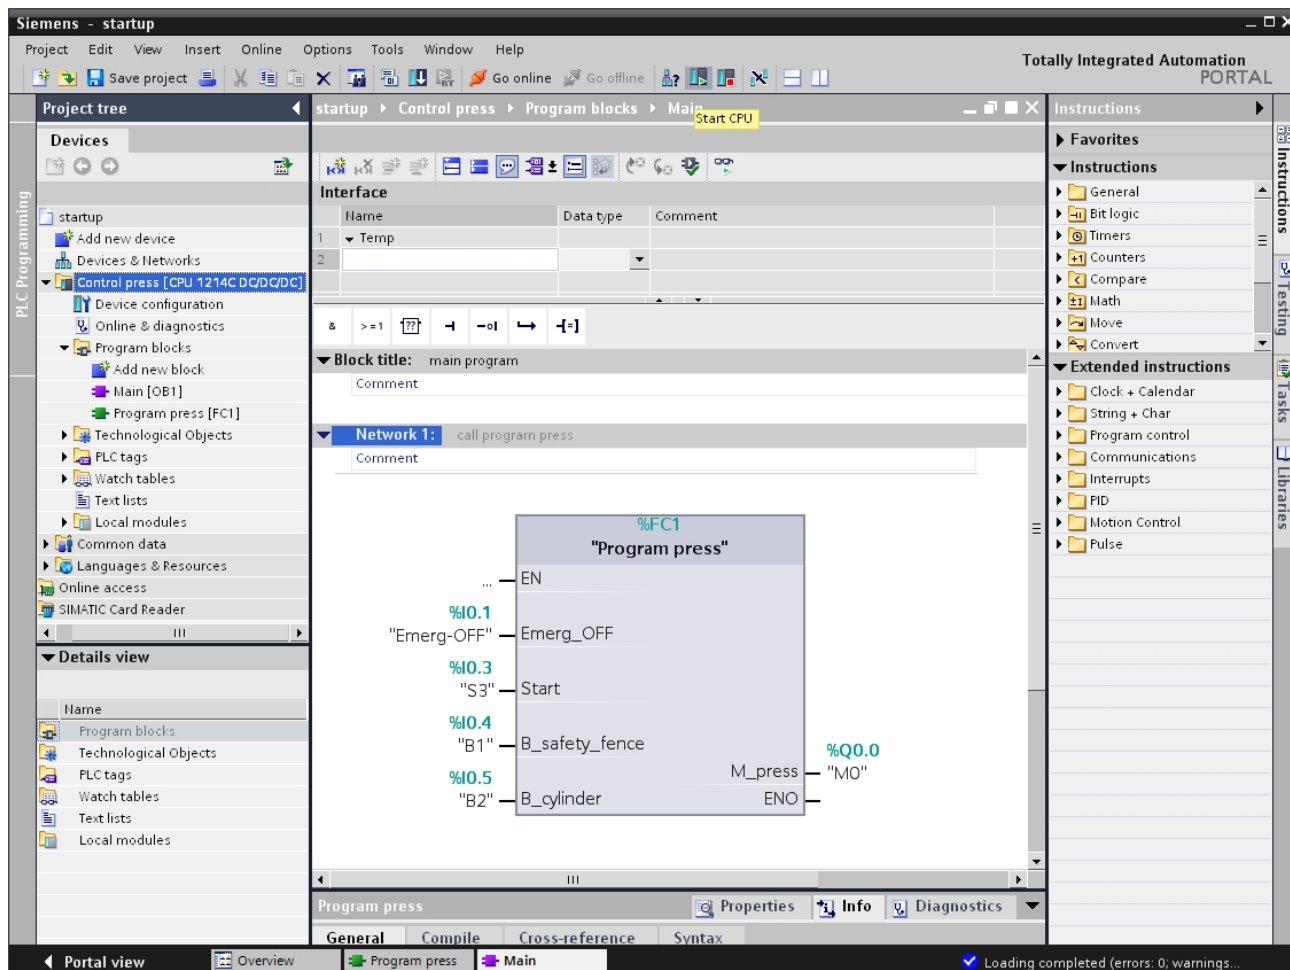 Siemens - startup
Project Edit View Insert Online Options Tools Window Help
Totally Integrated Automation
PORTAL
Save project Go online Go offline
Project tree
startup Control press Program blocks Main
Start CPU
Instructions
Devices
Favorites
Instructions
General
Bit logic
Timers
Counters
Compare
Math
Move
Convert
Extended instructions
Clock + Calendar
String + Char
Program control
Communications
Interrupts
PID
Motion Control
Pulse
Instructions
Testing
Tasks
Libraries
PLC Programming
startup
Add new device
Devices & Networks
Control press [CPU 1214C DC/DC/DC]
Device configuration
Online & diagnostics
Program blocks
Add new block
Main [OB1]
Program press [FC1]
Technological Objects
PLC tags
Watch tables
Text lists
Local modules
Common data
Languages & Resources
Online access
SIMATIC Card Reader
Details view
Name
Program blocks
Technological Objects
PLC tags
Watch tables
Text lists
Local modules
Interface
Name Data type Comment
1 Temp
2
& >=1 ?? -| -o| -[=]
Block title: main program
Comment
Network 1: call program press
Comment
%FC1
"Program press"
... EN
%I0.1
"Emerg-OFF" Emerg_OFF
%I0.3
"S3" Start
%I0.4
"B1" B_safety_fence
%Q0.0
M_press "M0"
%I0.5
"B2" B_cylinder ENO
Program press Properties Info Diagnostics
General Compile Cross-reference Syntax
Portal view Overview Program press Main Loading completed (errors: 0; warnings...